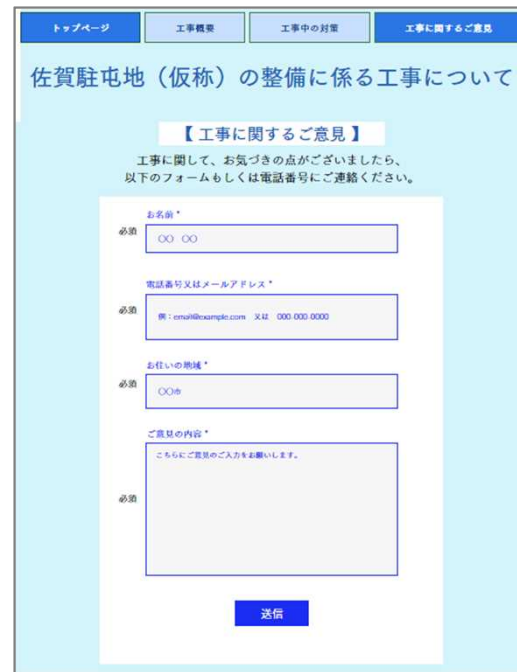 トップページ
工事概要
工事中の対策
工事に関するご意見
佐賀駐屯地（仮称）の整備に係る工事について
【 工事に関するご意見 】
工事に関して、お気づきの点がございましたら、
以下のフォームもしくは電話番号にご連絡ください。
お名前 *
必須
〇〇　〇〇
電話番号又はメールアドレス *
必須
例：email@example.com　又は　000-000-0000
お住いの地域 *
必須
〇〇市
ご意見の内容 *
こちらにご意見のご入力をお願いします。
必須
送信